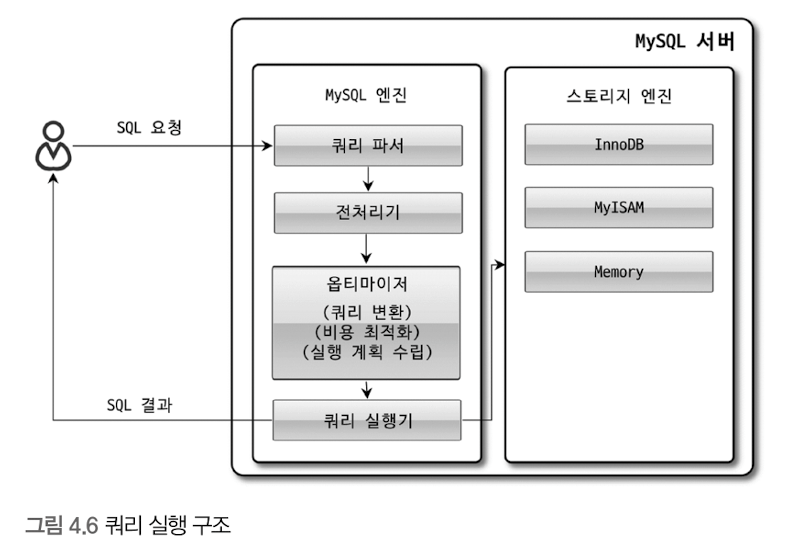 MySQL 서버
MySQL 엔진
스토리지 엔진
SQL 요청
쿼리 파서
InnoDB
전처리기
MyISAM
옵티마이저
(쿼리 변환)
(비용 최적화)
(실행 계획 수립)
Memory
SQL 결과
쿼리 실행기
그림 4.6 쿼리 실행 구조